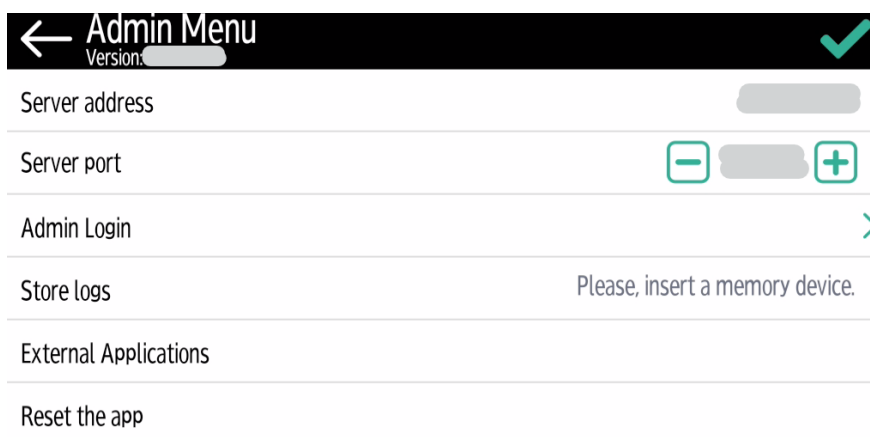 Admin Menu
Version:
Server address
Server port
Admin Login
Store logs
Please, insert a memory device.
External Applications
Reset the app